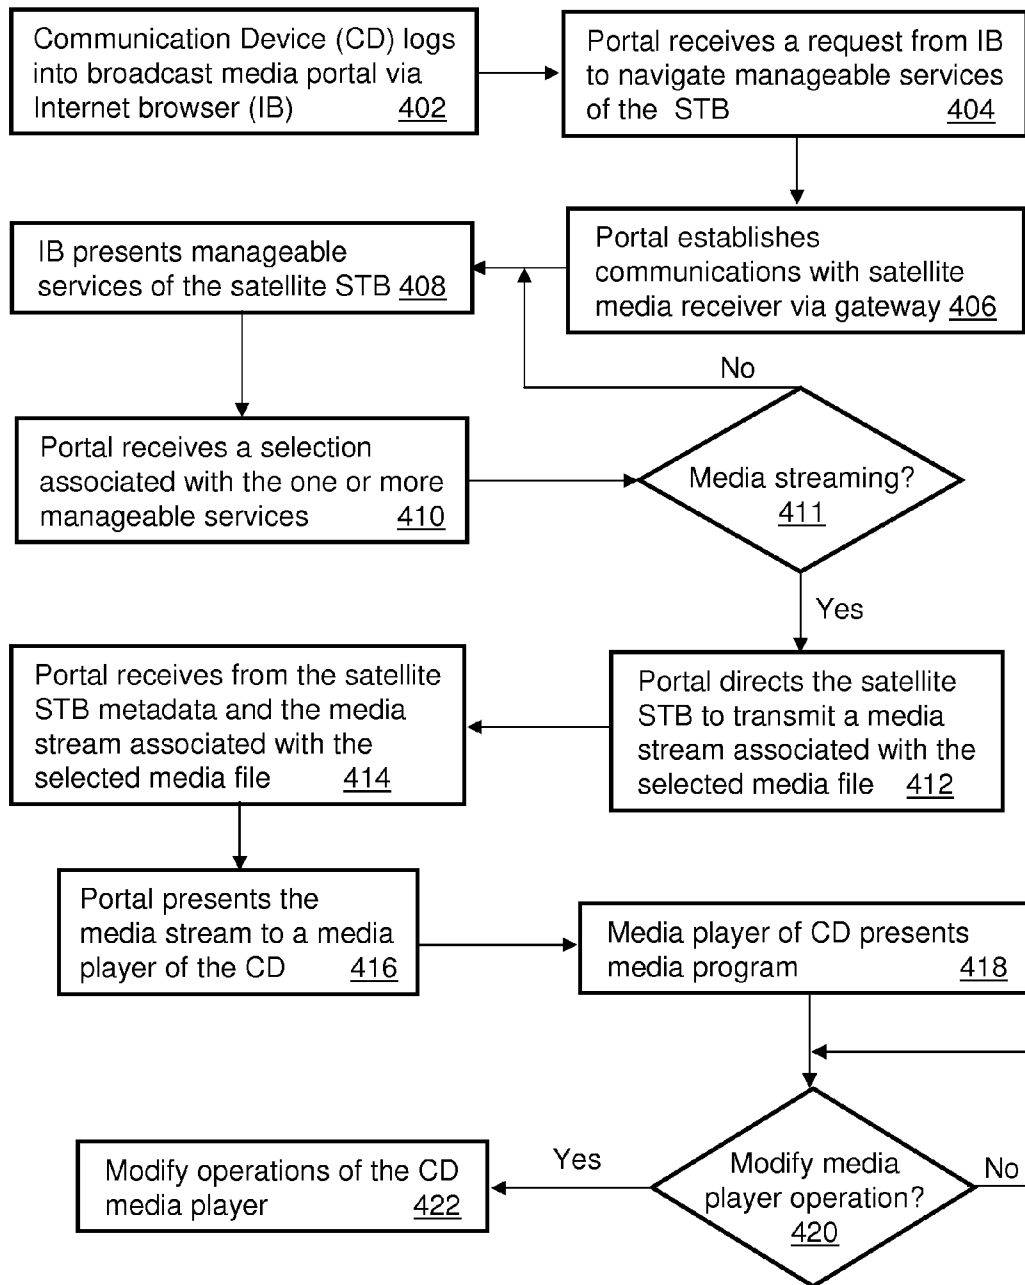 Communication Device (CD) logs
into broadcast media portal via
Internet browser (IB) 402
Portal receives a request from IB
to navigate manageable services
of the STB 404
Portal establishes
communications with satellite
media receiver via gateway 406
IB presents manageable
services of the satellite STB 408
No
Portal receives a selection
associated with the one or more
manageable services 410
Media streaming?
411
Yes
Portal directs the satellite
STB to transmit a media
stream associated with the
selected media file 412
Portal receives from the satellite
STB metadata and the media
stream associated with the
selected media file 414
Portal presents the
media stream to a media
player of the CD 416
Media player of CD presents
media program 418
Modify media
player operation?
420
No
Yes
Modify operations of the CD
media player 422